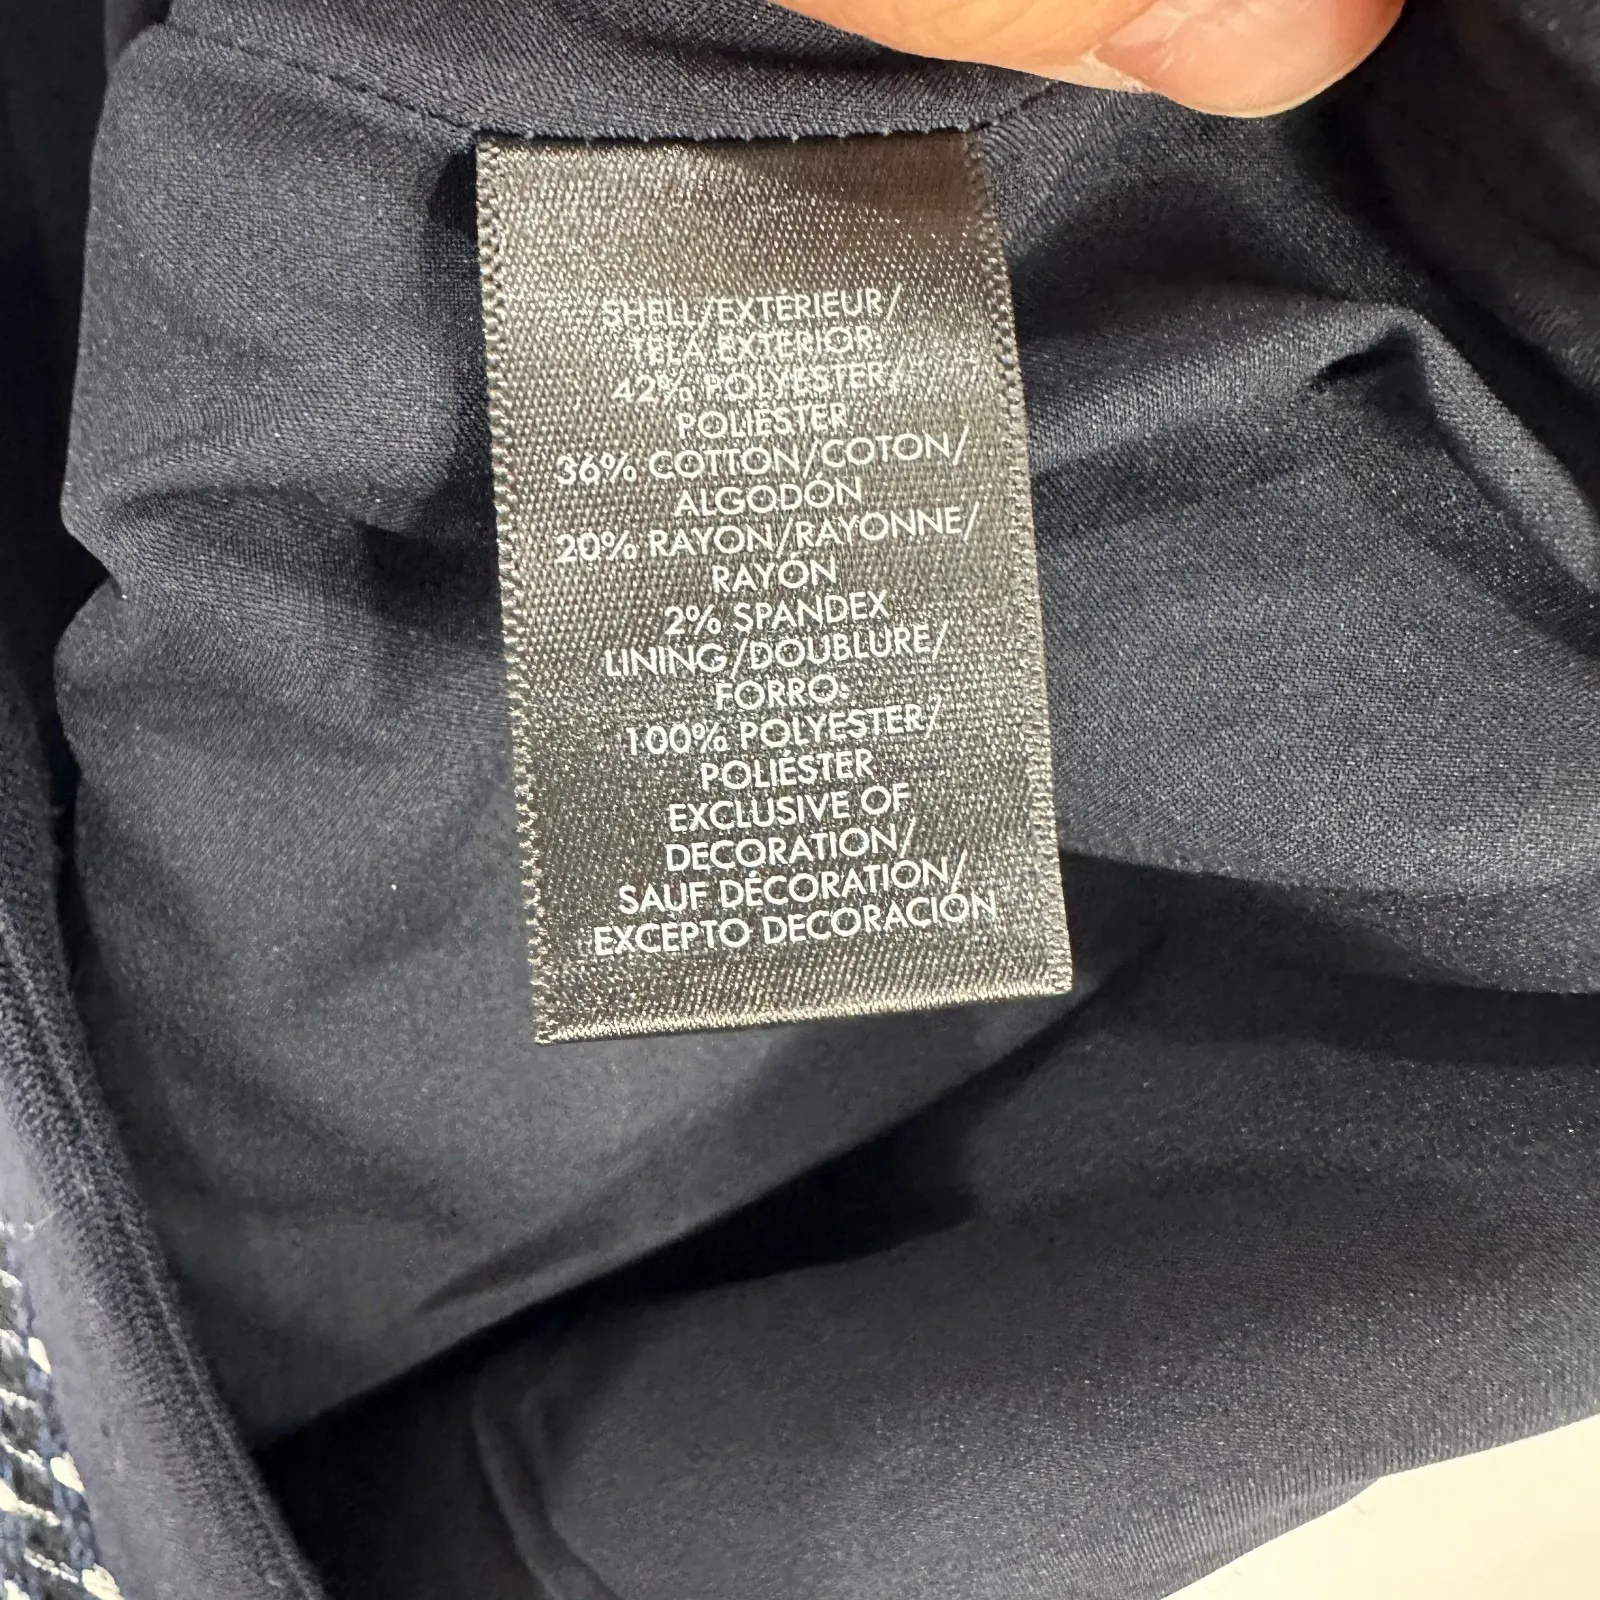 SHELL/EXTÉRIEUR/
TELA EXTERIOR:
42% POLYESTER/
POLIÉSTER
36% COTTON/COTON/
ALGODÓN
20% RAYON/RAYONNE/
RAYÓN
2% SPANDEX
LINING/DOUBLURE/
FORRO:
100% POLYESTER/
POLIÉSTER
EXCLUSIVE OF
DECORATION/
SAUF DÉCORATION/
EXCEPTO DECORACIÓN